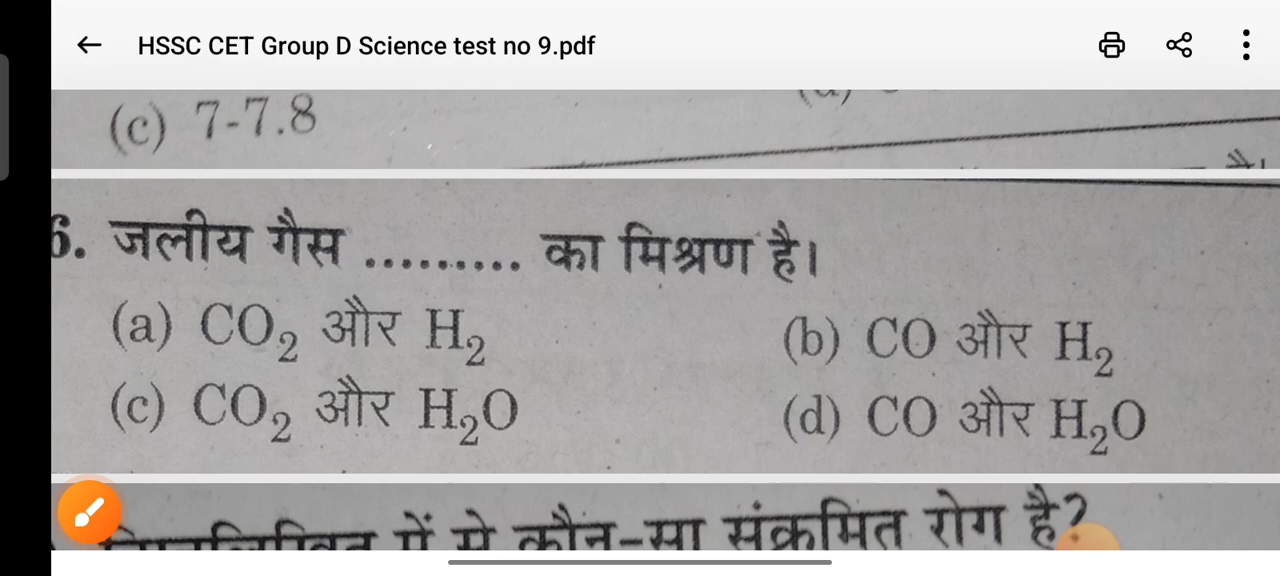 HSSC CET Group D Science test no 9.pdf
(c) 7-7.8
है।
6. जलीय गैस ......... का मिश्रण है।
(a) CO₂ और H₂ (b) CO और H₂
(c) CO₂ और H₂O (d) CO और H₂O
में से कौन-सा संक्रमित रोग है?